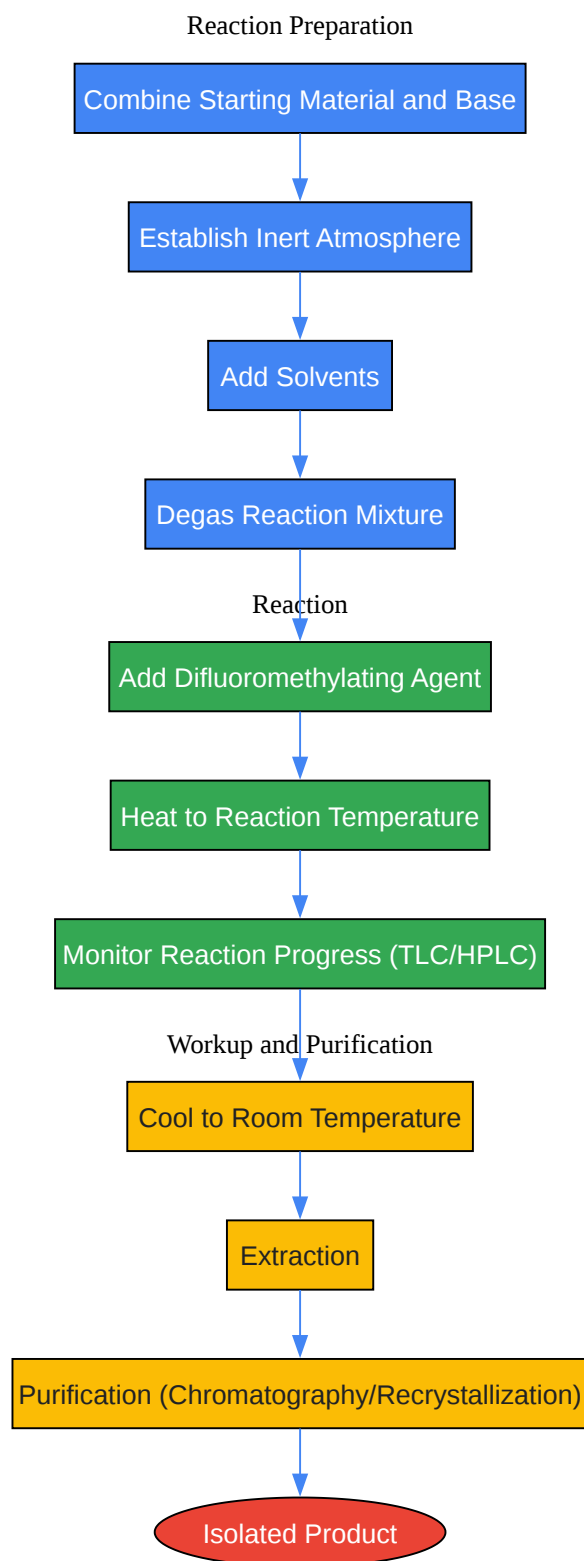 Reaction Preparation
Combine Starting Material and Base
Establish Inert Atmosphere
Add Solvents
Degas Reaction Mixture
Reaction
Add Difluoromethylating Agent
Heat to Reaction Temperature
Monitor Reaction Progress (TLC/HPLC)
Workup and Purification
Cool to Room Temperature
Extraction
Purification (Chromatography/Recrystallization)
Isolated Product